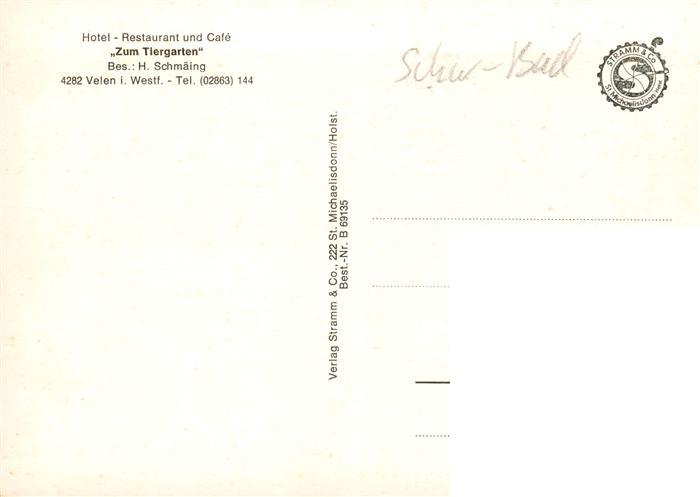 Hotel - Restaurant und Café
„Zum Tiergarten“
Bes.: H. Schmäing
4282 Velen i. Westf. - Tel. (02863) 144
STRAMM & Co
St. Michaelisdonn
Verlag Stramm & Co., 222 St. Michaelisdonn/Holst.
Best.-Nr. B 69135